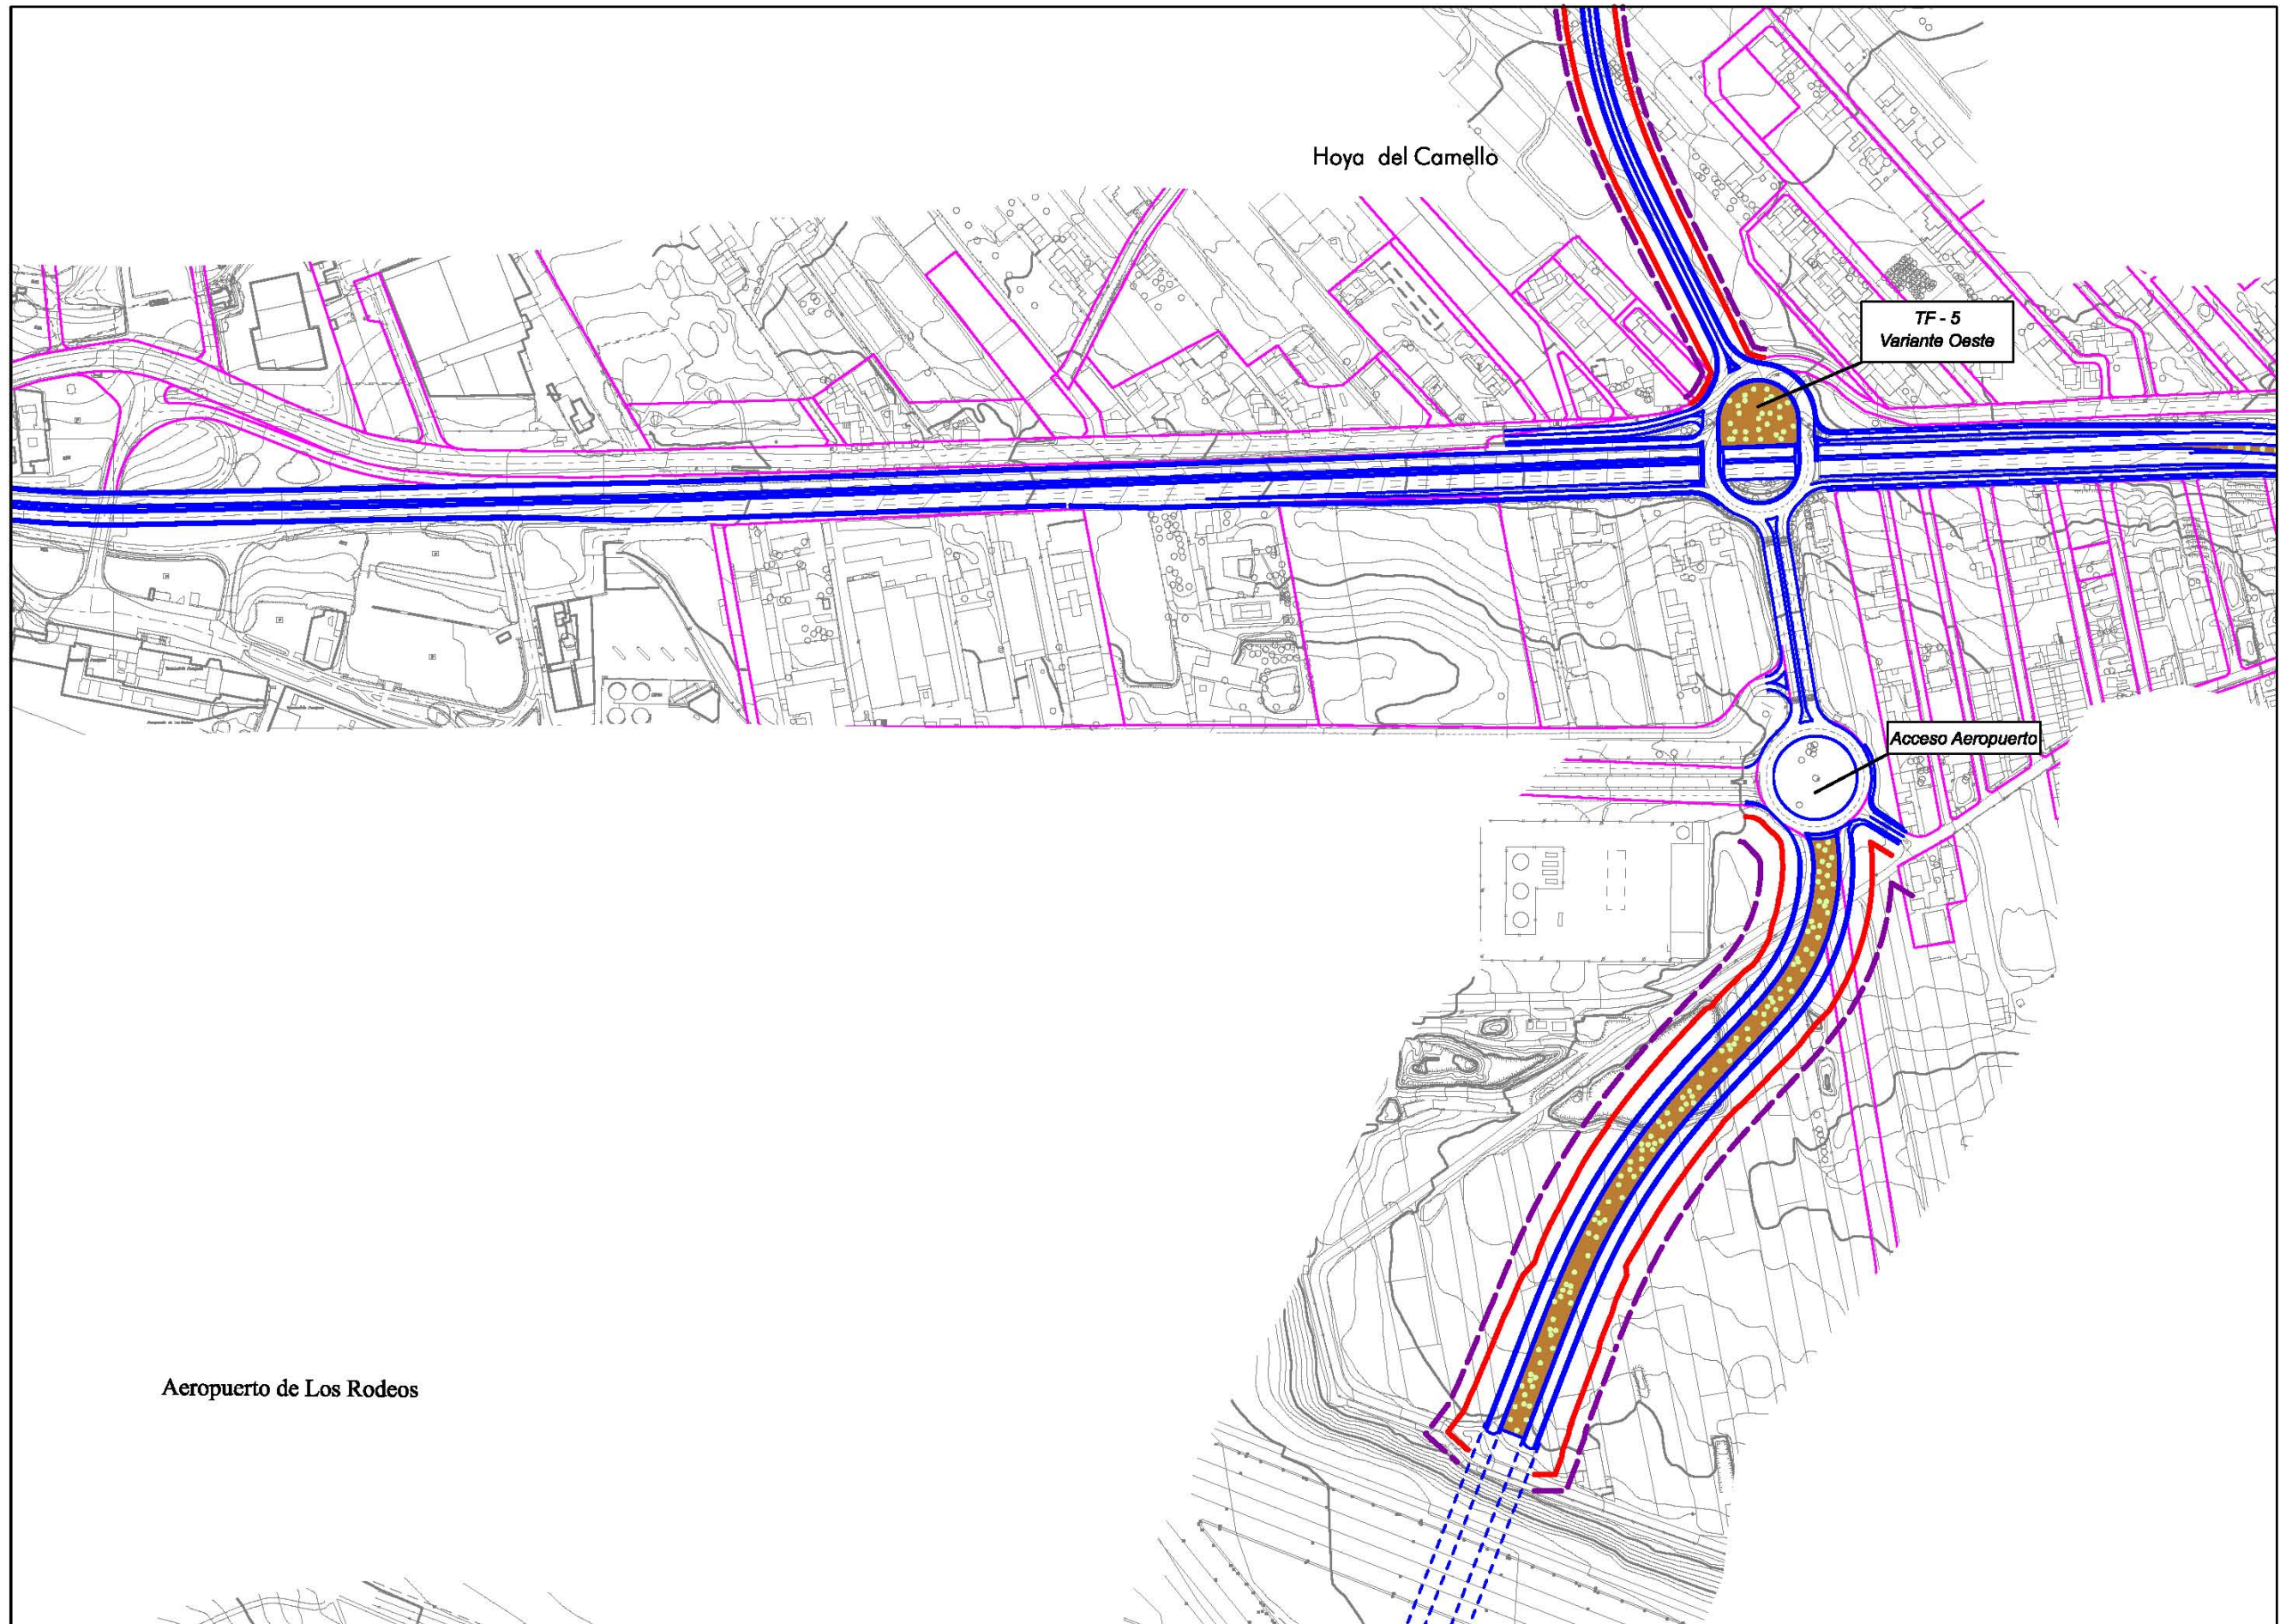 Hoya del Camello
TF - 5
Variante Oeste
Acceso Aeropuerto
Aeropuerto de Los Rodeos